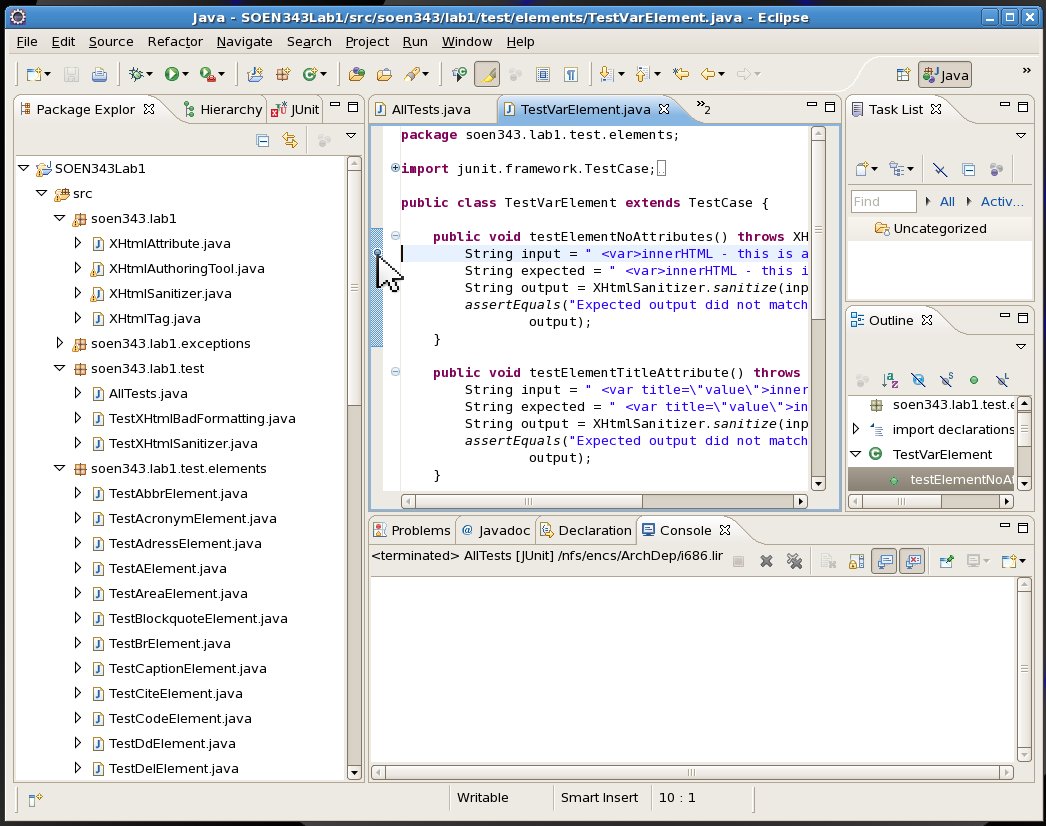 Java - SOEN343Lab1/src/soen343/lab1/test/elements/TestVarElement.java - Eclipse
File Edit Source Refactor Navigate Search Project Run Window Help
Java
Package Explor Hierarchy JUnit
SOEN343Lab1
src
soen343.lab1
XHtmlAttribute.java
XHtmlAuthoringTool.java
XHtmlSanitizer.java
XHtmlTag.java
soen343.lab1.exceptions
soen343.lab1.test
AllTests.java
TestXHtmlBadFormatting.java
TestXHtmlSanitizer.java
soen343.lab1.test.elements
TestAbbrElement.java
TestAcronymElement.java
TestAdressElement.java
TestAElement.java
TestAreaElement.java
TestBlockquoteElement.java
TestBrElement.java
TestCaptionElement.java
TestCiteElement.java
TestCodeElement.java
TestDdElement.java
TestDelElement.java
AllTests.java TestVarElement.java »2
package soen343.lab1.test.elements;
import junit.framework.TestCase;
public class TestVarElement extends TestCase {
public void testElementNoAttributes() throws XH
String input = " <var>innerHTML - this is a
String expected = " <var>innerHTML - this i
String output = XHtmlSanitizer.sanitize(inp
assertEquals("Expected output did not match
output);
}
public void testElementTitleAttribute() throws
String input = " <var title=\"value\">inner
String expected = " <var title=\"value\">in
String output = XHtmlSanitizer.sanitize(inp
assertEquals("Expected output did not match
output);
}
Task List
Find All Activ...
Uncategorized
Outline
soen343.lab1.test.e
import declarations
TestVarElement
testElementNoAt
Problems @ Javadoc Declaration Console
<terminated> AllTests [JUnit] /nfs/encs/ArchDep/i686.lin
Writable Smart Insert 10 : 1